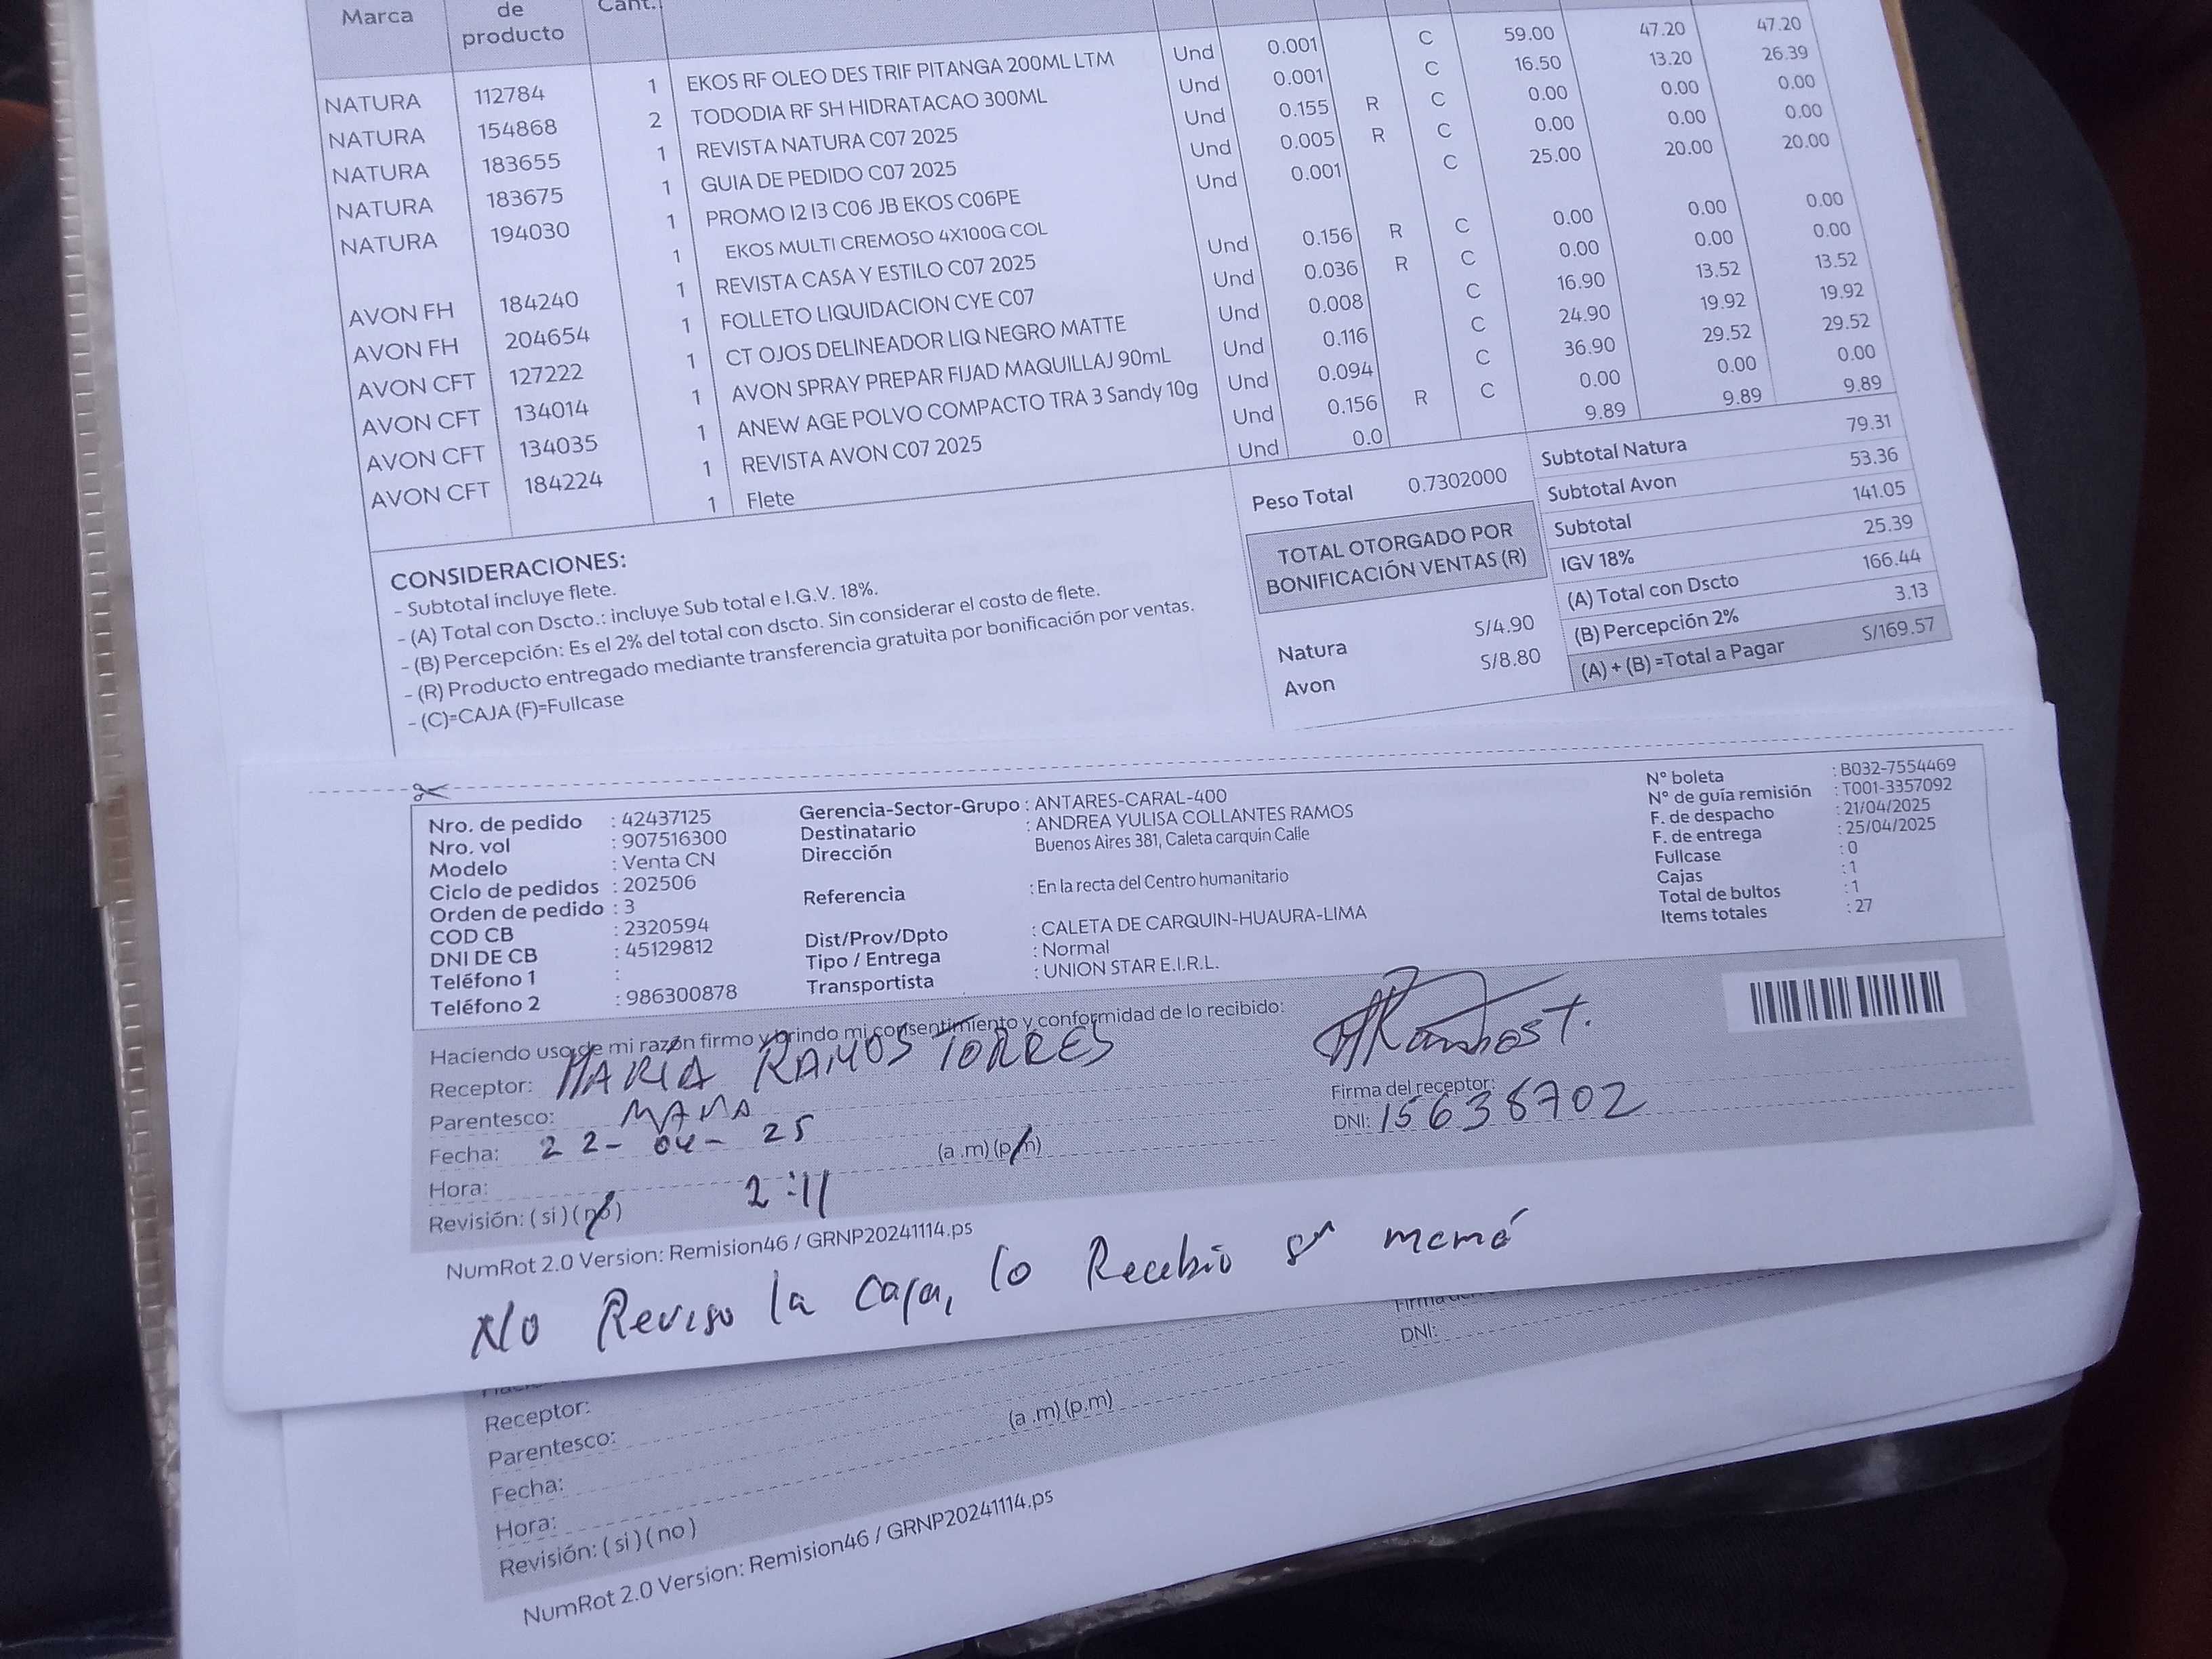 Marca
de
producto
Cant.
NATURA 112784 1 EKOS RF OLEO DES TRIF PITANGA 200ML LTM Und 0.001 C 59.00 47.20 47.20
NATURA 154868 2 TODODIA RF SH HIDRATACAO 300ML Und 0.001 C 16.50 13.20 26.39
NATURA 183655 1 REVISTA NATURA C07 2025 Und 0.155 R C 0.00 0.00 0.00
NATURA 183675 1 GUIA DE PEDIDO C07 2025 Und 0.005 R C 0.00 0.00 0.00
NATURA 194030 1 PROMO I2 I3 C06 JB EKOS C06PE Und 0.001 C 25.00 20.00 20.00
1 EKOS MULTI CREMOSO 4X100G COL
AVON FH 184240 1 REVISTA CASA Y ESTILO C07 2025 Und 0.156 R C 0.00 0.00 0.00
AVON FH 204654 1 FOLLETO LIQUIDACION CYE C07 Und 0.036 R C 0.00 0.00 0.00
AVON CFT 127222 1 CT OJOS DELINEADOR LIQ NEGRO MATTE Und 0.008 C 16.90 13.52 13.52
AVON CFT 134014 1 AVON SPRAY PREPAR FIJAD MAQUILLAJ 90mL Und 0.116 C 24.90 19.92 19.92
AVON CFT 134035 1 ANEW AGE POLVO COMPACTO TRA 3 Sandy 10g Und 0.094 C 36.90 29.52 29.52
AVON CFT 184224 1 REVISTA AVON C07 2025 Und 0.156 R C 0.00 0.00 0.00
1 Flete Und 0.0 9.89 9.89 9.89
Peso Total 0.7302000
Subtotal Natura 79.31
Subtotal Avon 53.36
Subtotal 141.05
IGV 18% 25.39
(A) Total con Dscto 166.44
(B) Percepción 2% 3.13
(A) + (B) =Total a Pagar S/169.57
TOTAL OTORGADO POR
BONIFICACIÓN VENTAS (R)
Natura S/4.90
Avon S/8.80
CONSIDERACIONES:
- Subtotal incluye flete.
- (A) Total con Dscto.: incluye Sub total e I.G.V. 18%.
- (B) Percepción: Es el 2% del total con dscto. Sin considerar el costo de flete.
- (R) Producto entregado mediante transferencia gratuita por bonificación por ventas.
- (C)=CAJA (F)=Fullcase
Nro. de pedido : 42437125
Nro. vol : 907516300
Modelo : Venta CN
Ciclo de pedidos : 202506
Orden de pedido : 3
COD CB : 2320594
DNI DE CB : 45129812
Teléfono 1 :
Teléfono 2 : 986300878
Gerencia-Sector-Grupo : ANTARES-CARAL-400
Destinatario : ANDREA YULISA COLLANTES RAMOS
Dirección Buenos Aires 381, Caleta carquin Calle
Referencia : En la recta del Centro humanitario
Dist/Prov/Dpto : CALETA DE CARQUIN-HUAURA-LIMA
Tipo / Entrega : Normal
Transportista : UNION STAR E.I.R.L.
N° boleta : B032-7554469
N° de guía remisión : T001-3357092
F. de despacho : 21/04/2025
F. de entrega : 25/04/2025
Fullcase : 0
Cajas : 1
Total de bultos : 1
Items totales : 27
Haciendo uso de mi razón firmo y brindo mi consentimiento y conformidad de lo recibido:
Receptor: MARIA RAMOS TORRES
Parentesco: MAMA
Fecha: 22-04-25
Hora: 2:11 (a .m) (p.m)
Revisión: ( si ) ( no )
Firma del receptor:
DNI: 15638702
NumRot 2.0 Version: Remision46 / GRNP20241114.ps
No Reviso la caja, lo Recebio su mamá
Receptor:
Parentesco:
Fecha:
Hora: (a .m) (p.m)
Revisión: ( si ) ( no )
DNI:
NumRot 2.0 Version: Remision46 / GRNP20241114.ps